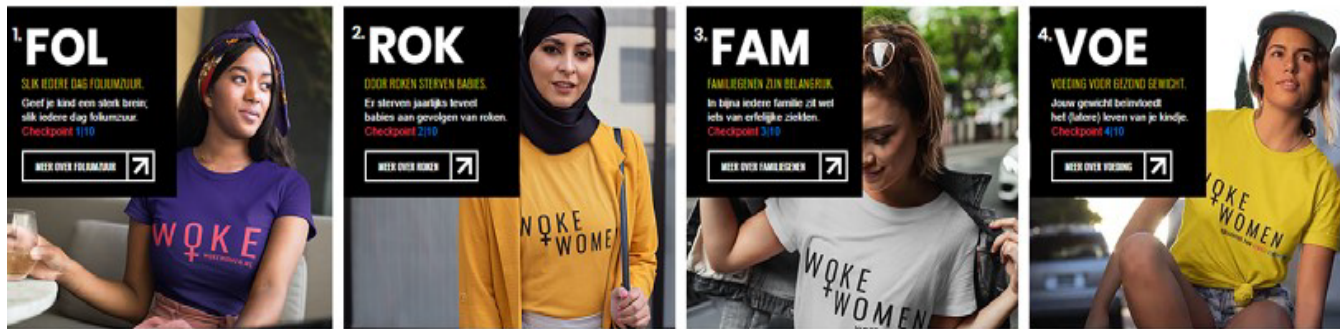 1. FOL
SLIK IEDERE DAG FOLIUMZUUR.
Geef je kind een sterk brein;
slik iedere dag foliumzuur.
Checkpoint 1|10
MEER OVER FOLIUMZUUR
WOKE
2. ROK
DOOR ROKEN STERVEN BABIES.
Er sterven jaarlijks teveel
babies aan gevolgen van roken.
Checkpoint 2|10
MEER OVER ROKEN
WOKE
WOMEN
3. FAM
FAMILIEGENEN ZIJN BELANGRIJK.
In bijna iedere familie zit wel
iets van erfelijke ziekten.
Checkpoint 3|10
MEER OVER FAMILIEGENEN
WOKE
WOMEN
4. VOE
VOEDING VOOR GEZOND GEWICHT.
Jouw gewicht beïnvloedt
het (latere) leven van je kindje.
Checkpoint 4|10
MEER OVER VOEDING
WOKE
WOMEN